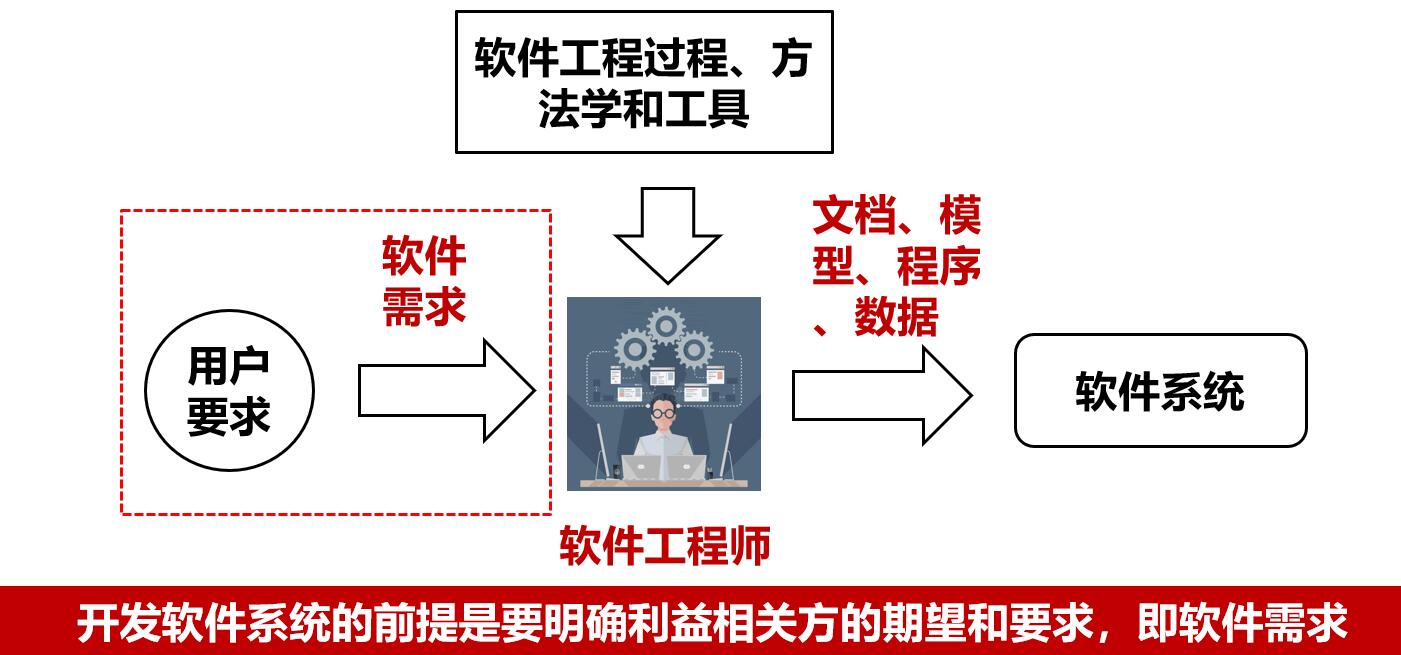 软件工程过程、方
法学和工具
文档、模
型、程序
、数据
软件
需求
用户
要求
软件系统
软件工程师
开发软件系统的前提是要明确利益相关方的期望和要求，即软件需求